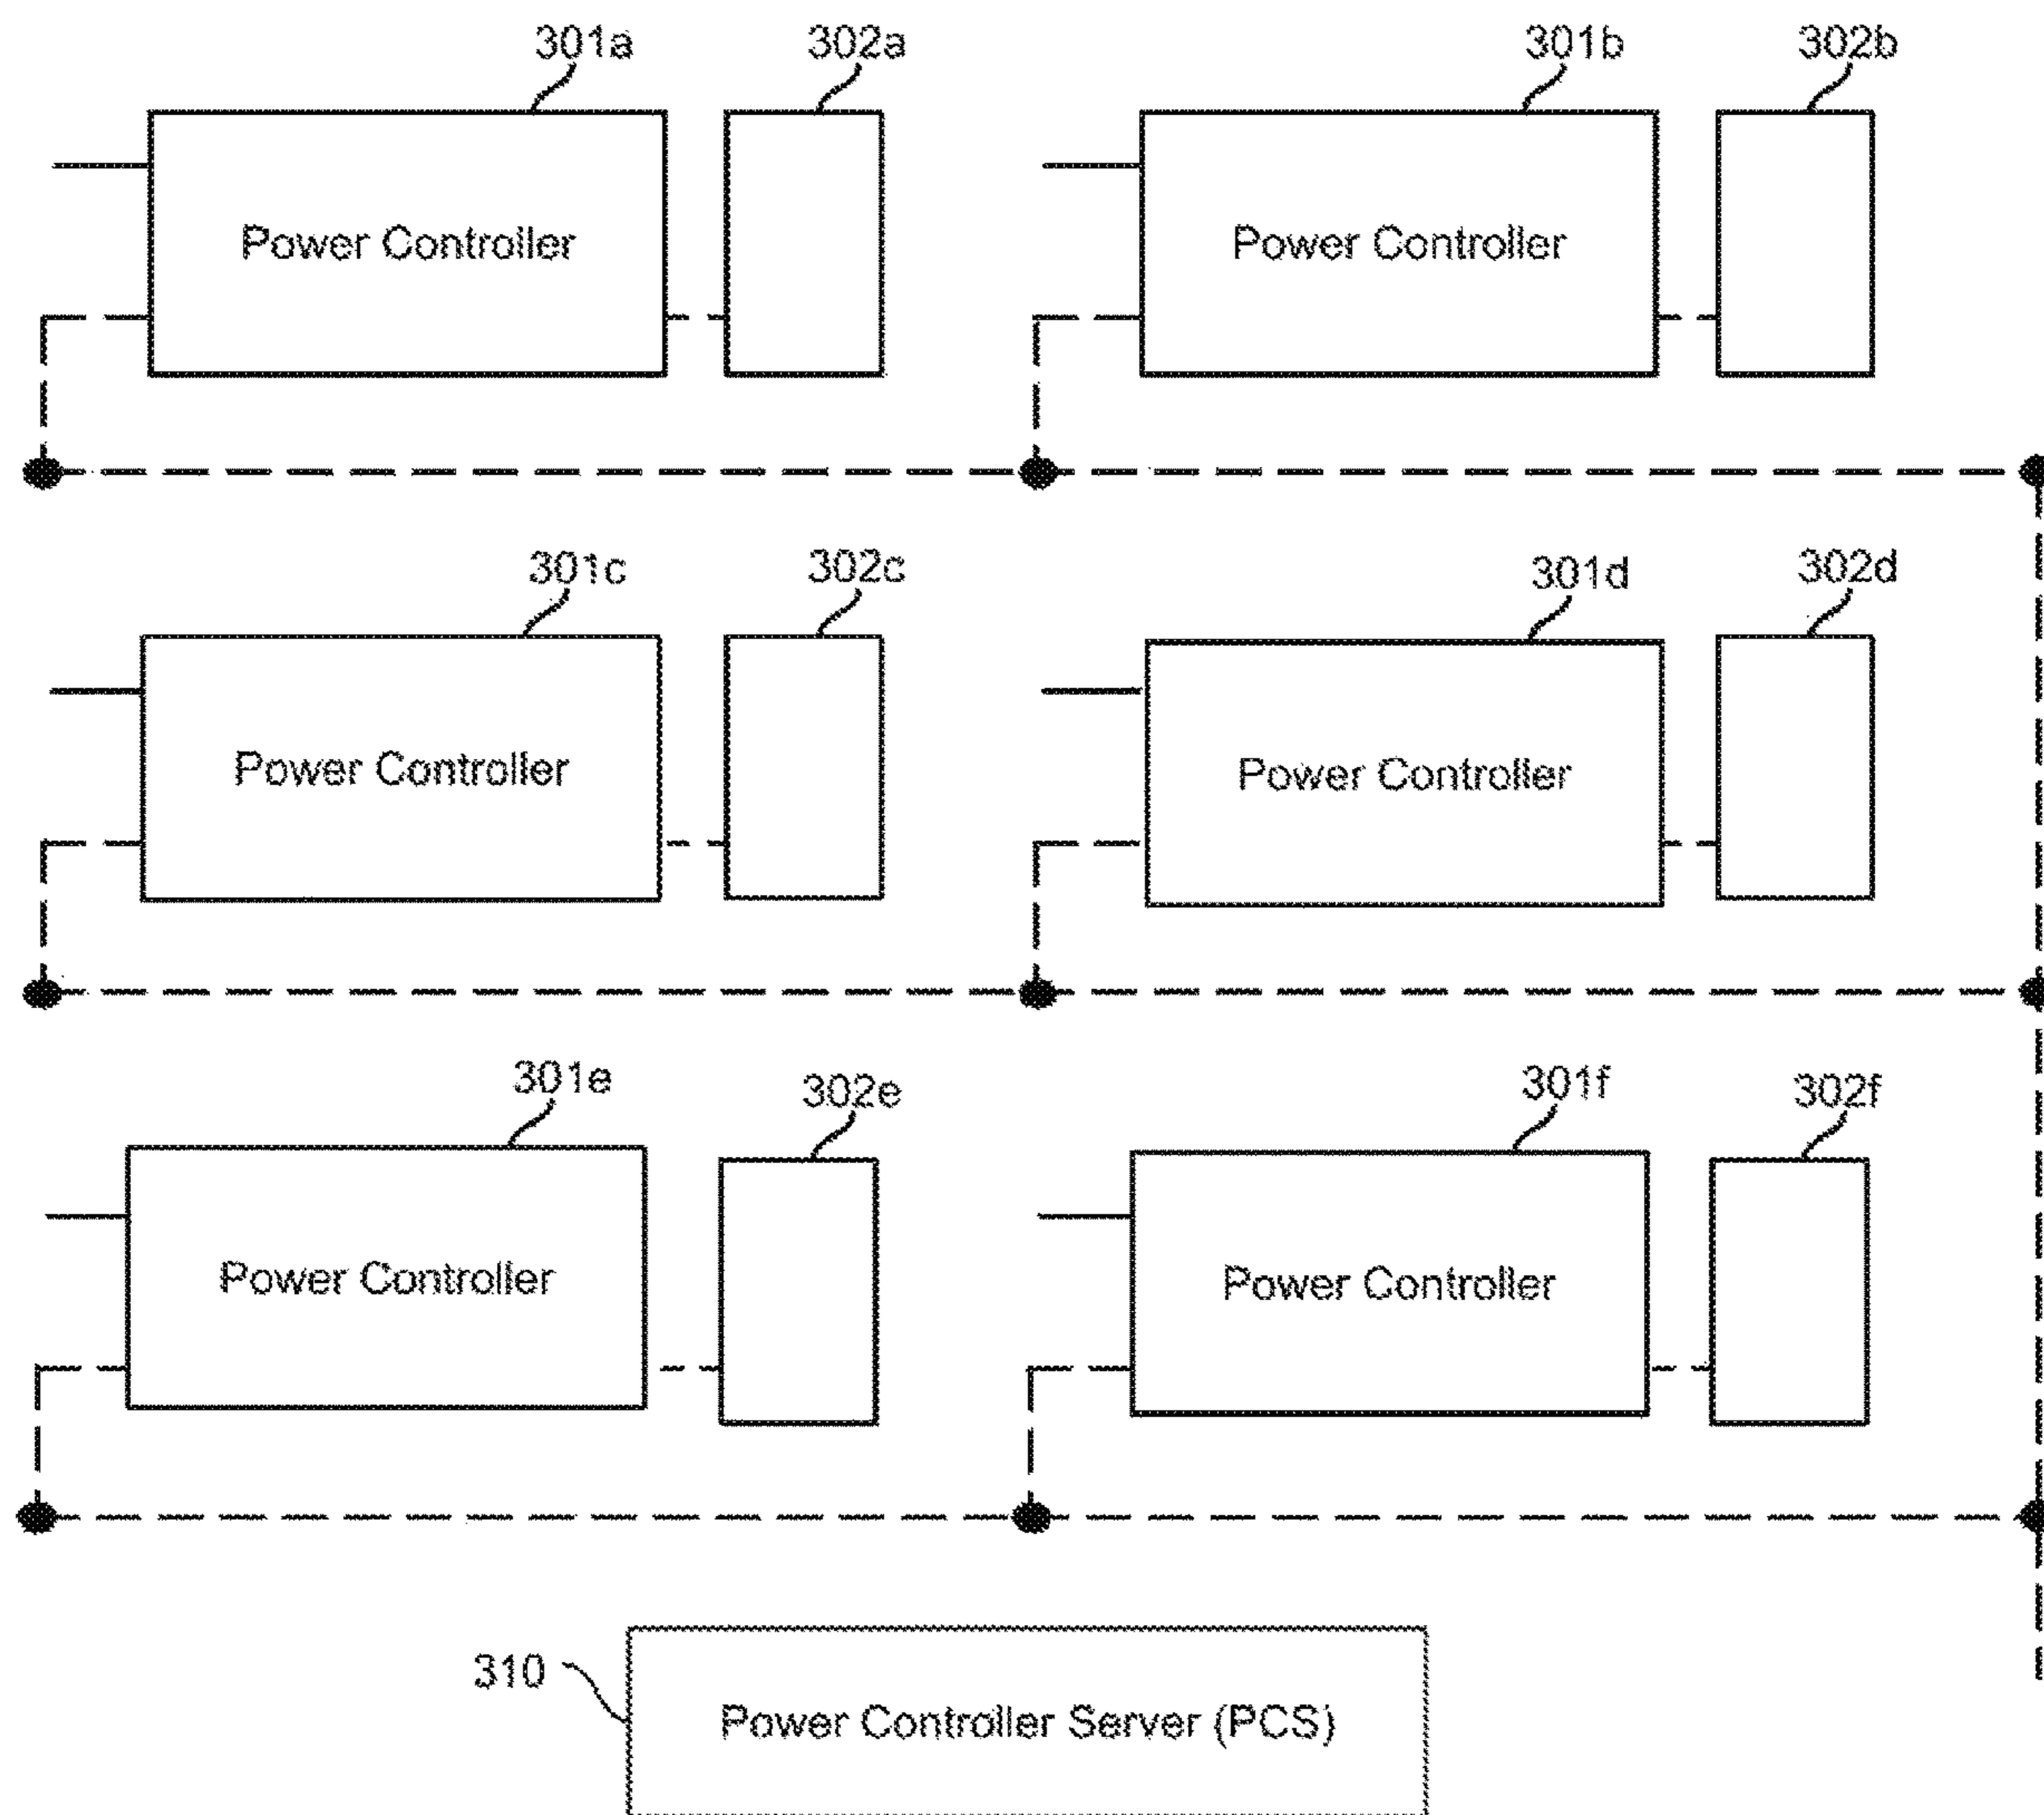 301a 302a 301b 302b
Power Controller Power Controller
301c 302c 301d 302d
Power Controller Power Controller
301e 302e 301f 302f
Power Controller Power Controller
310
Power Controller Server (PCS)